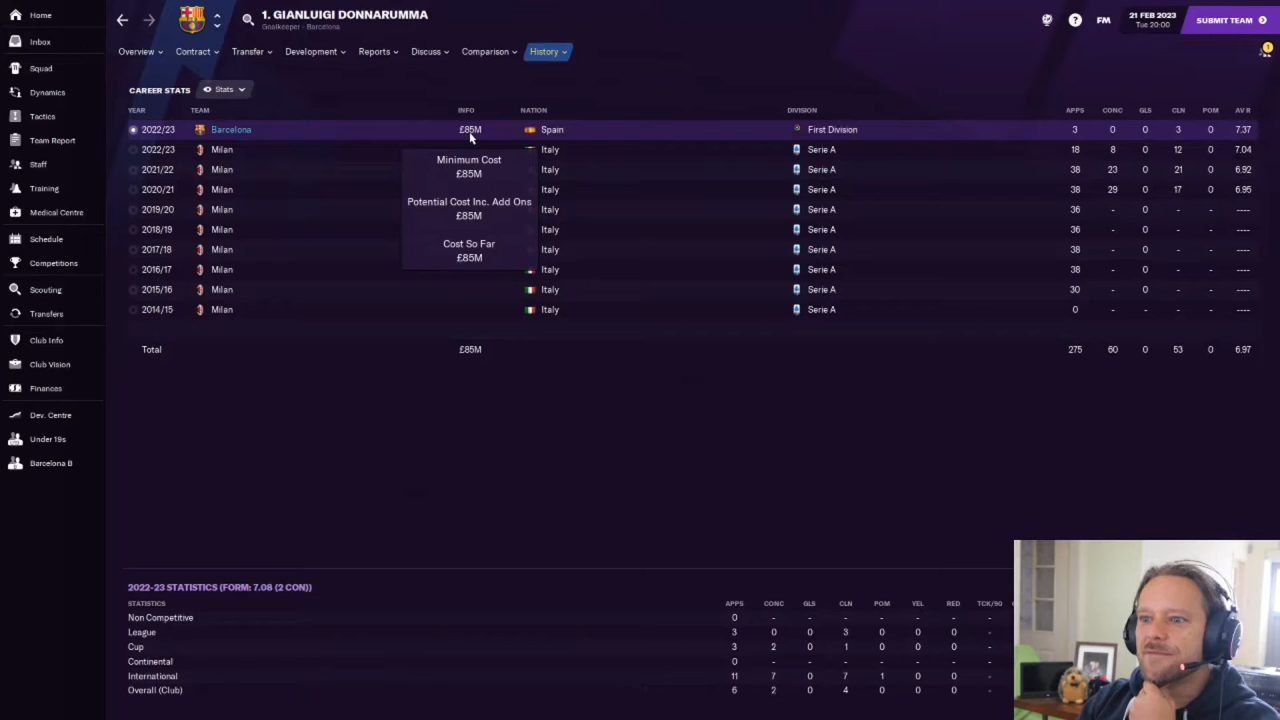 Home
1. GIANLUIGI DONNARUMMA
Goalkeeper - Barcelona
FM
21 FEB 2023
Tue 20:00
SUBMIT TEAM
1
Overview Contract Transfer Development Reports Discuss Comparison History
Inbox
Squad
Dynamics
Tactics
Team Report
Staff
Training
Medical Centre
Schedule
Competitions
Scouting
Transfers
Club Info
Club Vision
Finances
Dev. Centre
Under 19s
Barcelona B
CAREER STATS Stats
YEAR TEAM INFO NATION DIVISION APPS CONC GLS CLN POM AV R
2022/23 Barcelona £85M Spain First Division 3 0 0 3 0 7.37
2022/23 Milan Italy Serie A 18 8 0 12 0 7.04
2021/22 Milan Italy Serie A 38 23 0 21 0 6.92
2020/21 Milan Italy Serie A 38 29 0 17 0 6.95
2019/20 Milan Italy Serie A 36 - - - - ----
2018/19 Milan Italy Serie A 36 - - - - ----
2017/18 Milan Italy Serie A 38 - - - - ----
2016/17 Milan Italy Serie A 38 - - - - ----
2015/16 Milan Italy Serie A 30 - - - - ----
2014/15 Milan Italy Serie A 0 - - - - ----
Minimum Cost
£85M
Potential Cost Inc. Add Ons
£85M
Cost So Far
£85M
Total £85M 275 60 0 53 0 6.97
2022-23 STATISTICS (FORM: 7.08 (2 CON))
STATISTICS APPS CONC GLS CLN POM YEL RED TCK/90
Non Competitive 0 - - - - - - -
League 3 0 0 3 0 0 0 -
Cup 3 2 0 1 0 0 0 -
Continental 0 - - - - - - -
International 11 7 0 7 1 0 0 -
Overall (Club) 6 2 0 4 0 0 0 -